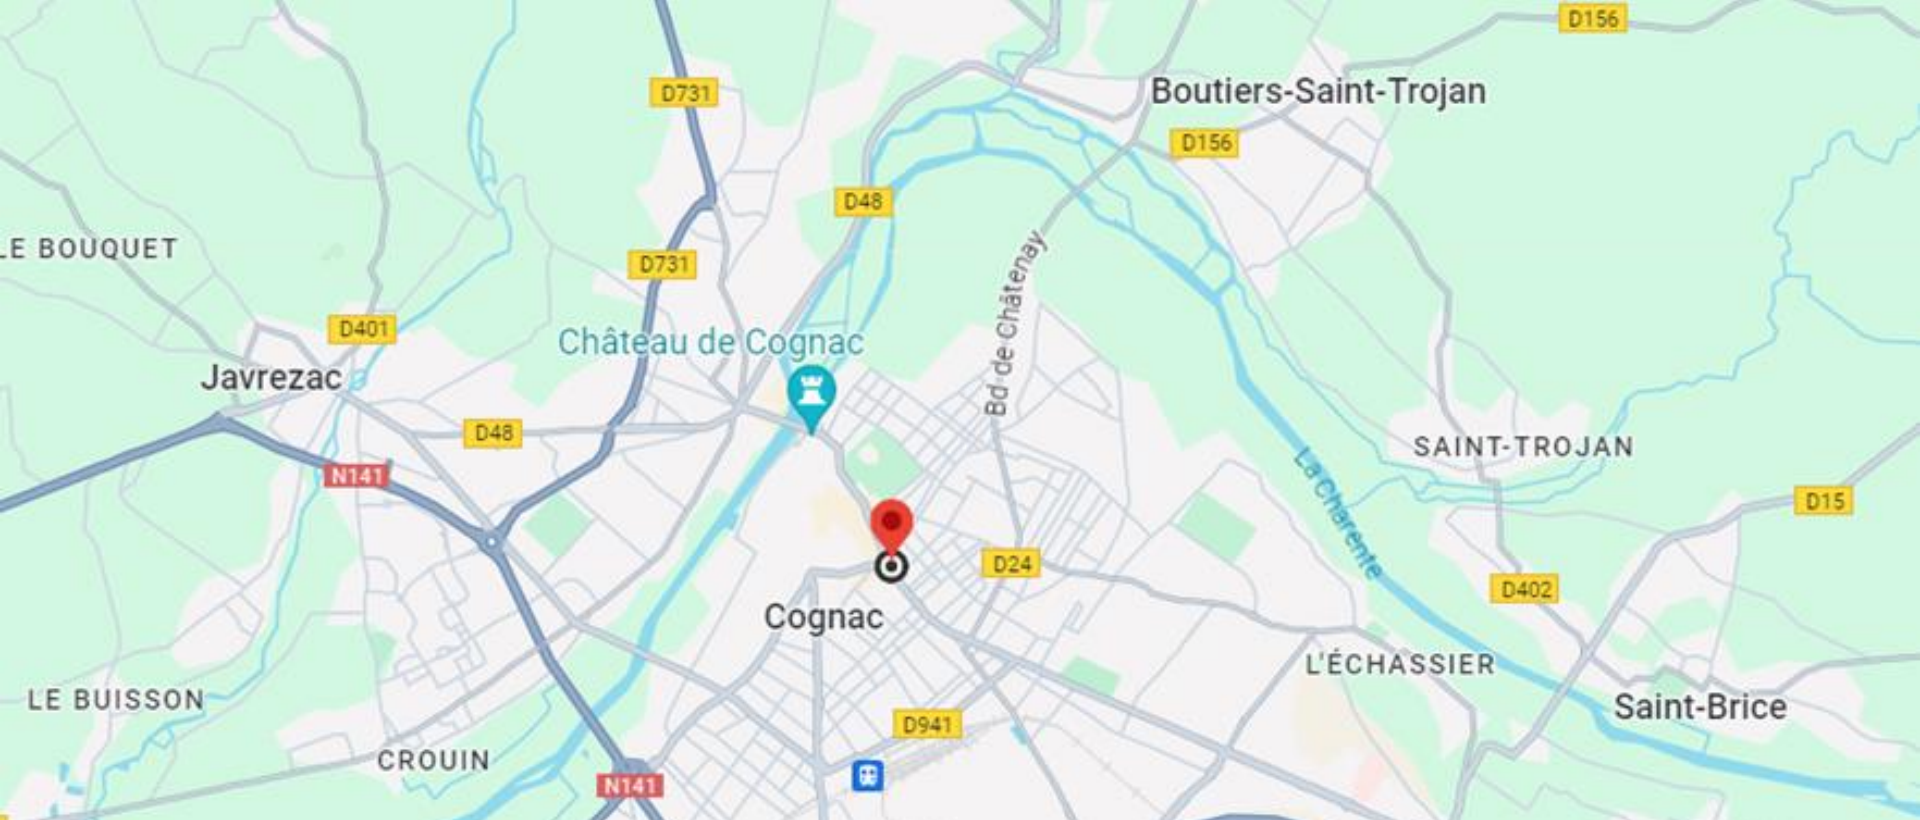 D156
D731
Boutiers-Saint-Trojan
D156
D48
LE BOUQUET
D731
Bd de Châtenay
D401
Château de Cognac
Javrezac
D48
SAINT-TROJAN
N141
La Charente
D15
D24
D402
Cognac
L'ÉCHASSIER
LE BUISSON
Saint-Brice
D941
CROUIN
N141